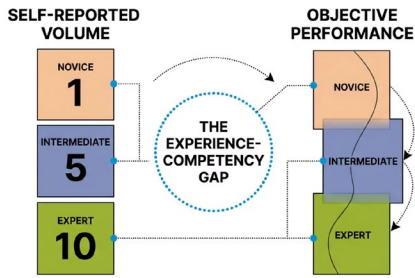 SELF-REPORTED
VOLUME
NOVICE
1
INTERMEDIATE
5
EXPERT
10
THE
EXPERIENCE-
COMPETENCY
GAP
OBJECTIVE
PERFORMANCE
NOVICE
INTERMEDIATE
EXPERT